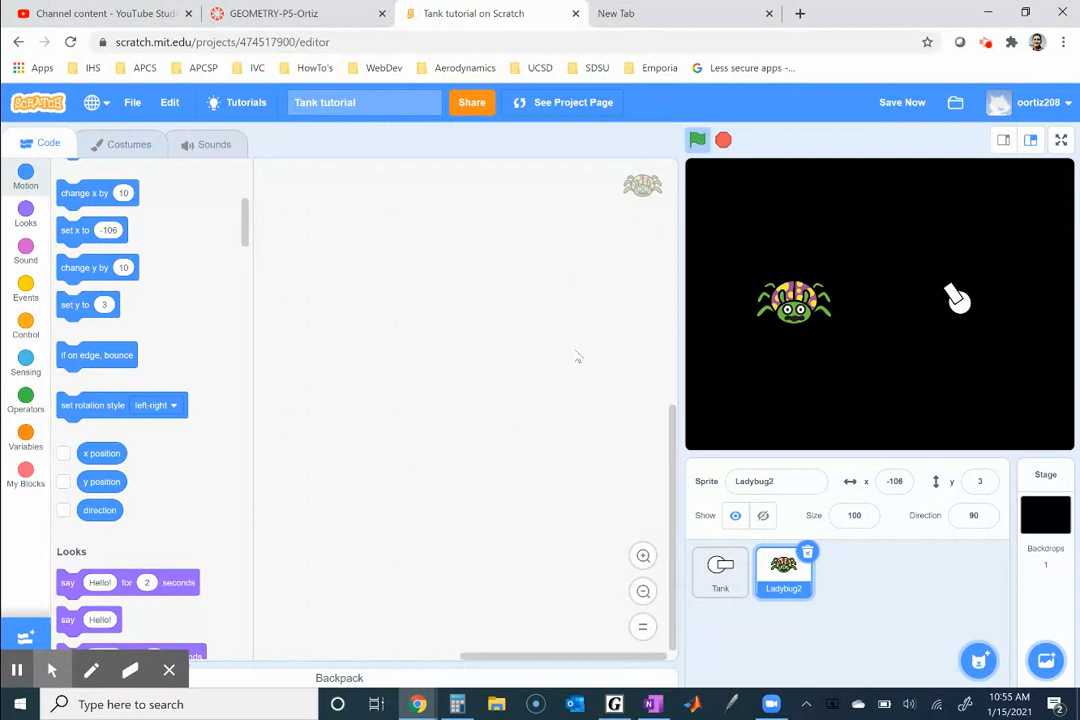 Channel content - YouTube Stud
GEOMETRY-P5-Ortiz
Tank tutorial on Scratch
New Tab
scratch.mit.edu/projects/474517900/editor
Apps
IHS
APCS
APCSP
IVC
HowTo's
WebDev
Aerodynamics
UCSD
SDSU
Emporia
Less secure apps -...
SCRATCH
File
Edit
Tutorials
Tank tutorial
Share
See Project Page
Save Now
oortiz208
Code
Costumes
Sounds
Motion
Looks
Sound
Events
Control
Sensing
Operators
Variables
My Blocks
change x by 10
set x to -106
change y by 10
set y to 3
if on edge, bounce
set rotation style left-right
x position
y position
direction
Looks
say Hello! for 2 seconds
say Hello!
Backpack
Sprite
Ladybug2
x
-106
y
3
Show
Size
100
Direction
90
Tank
Ladybug2
Stage
Backdrops
1
Type here to search
10:55 AM
1/15/2021
2